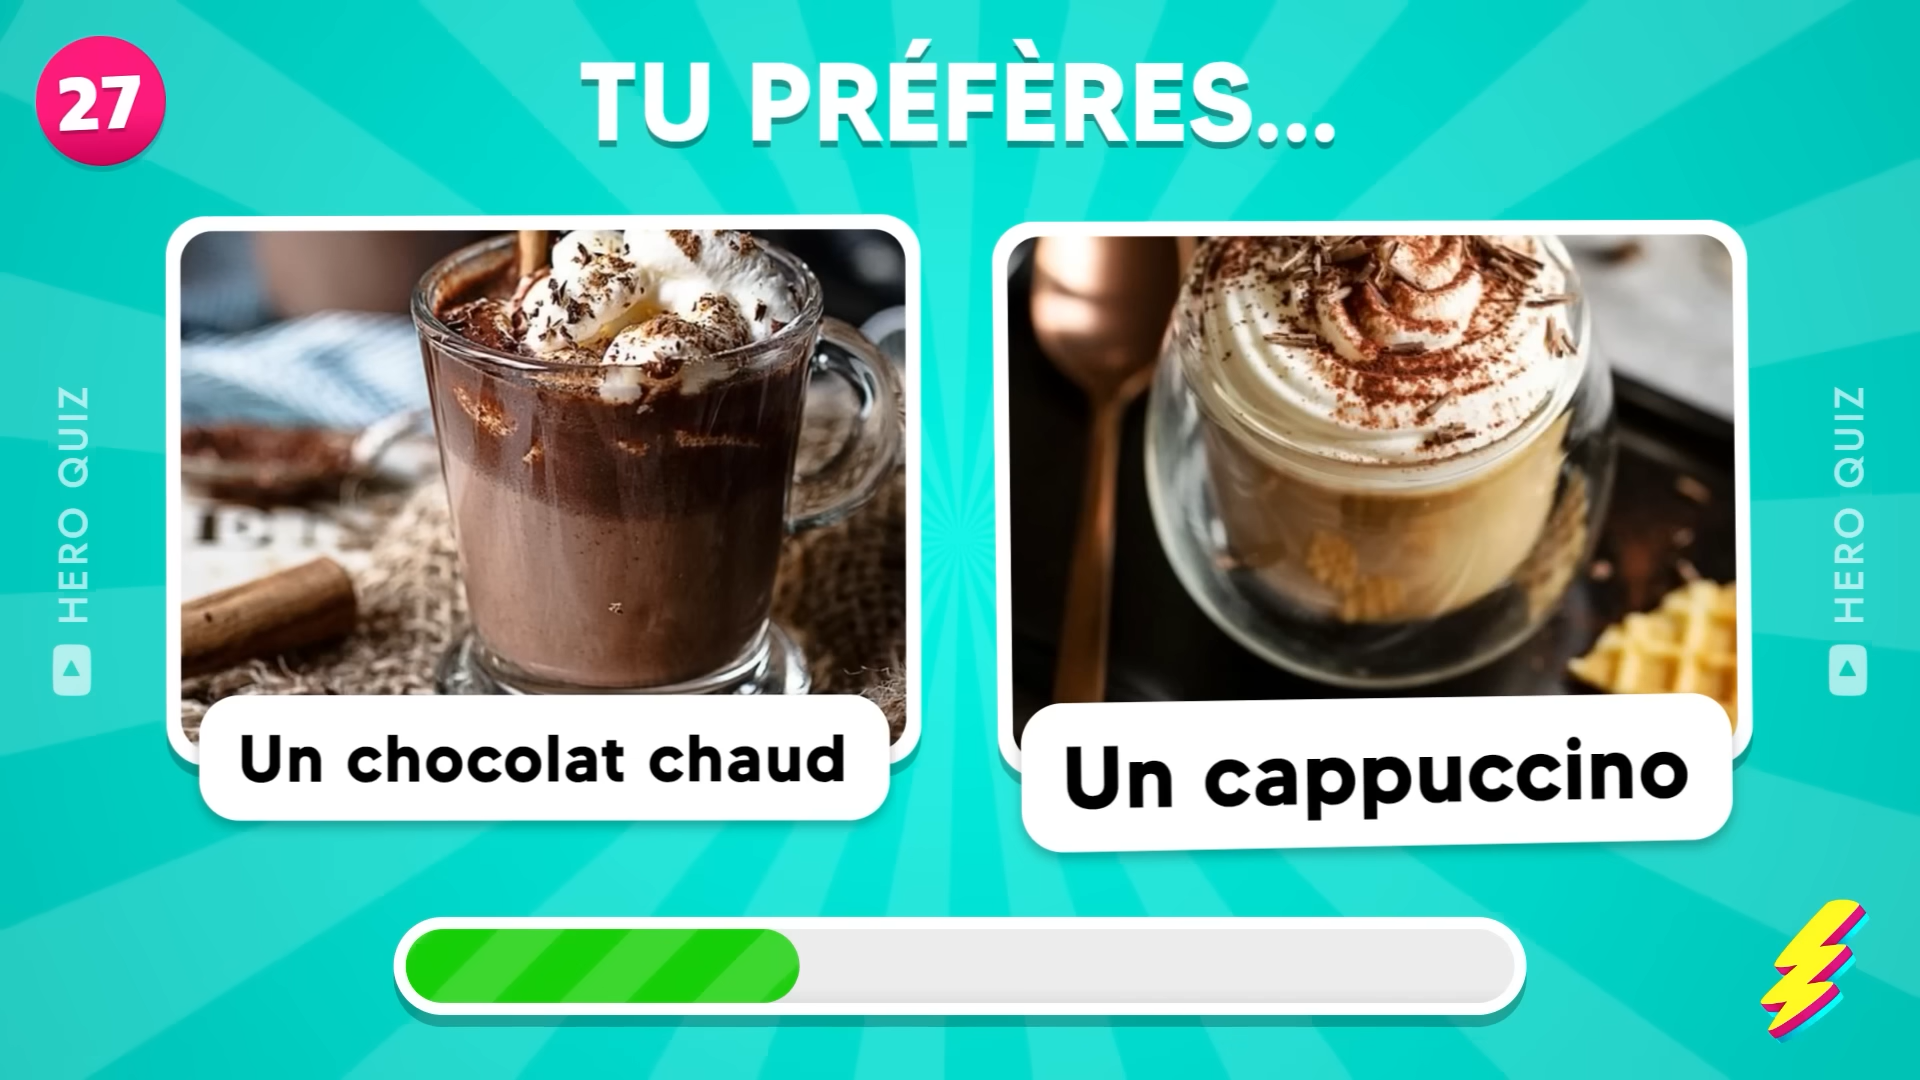 27
TU PRÉFÈRES...
HERO QUIZ
HERO QUIZ
Un chocolat chaud
Un cappuccino